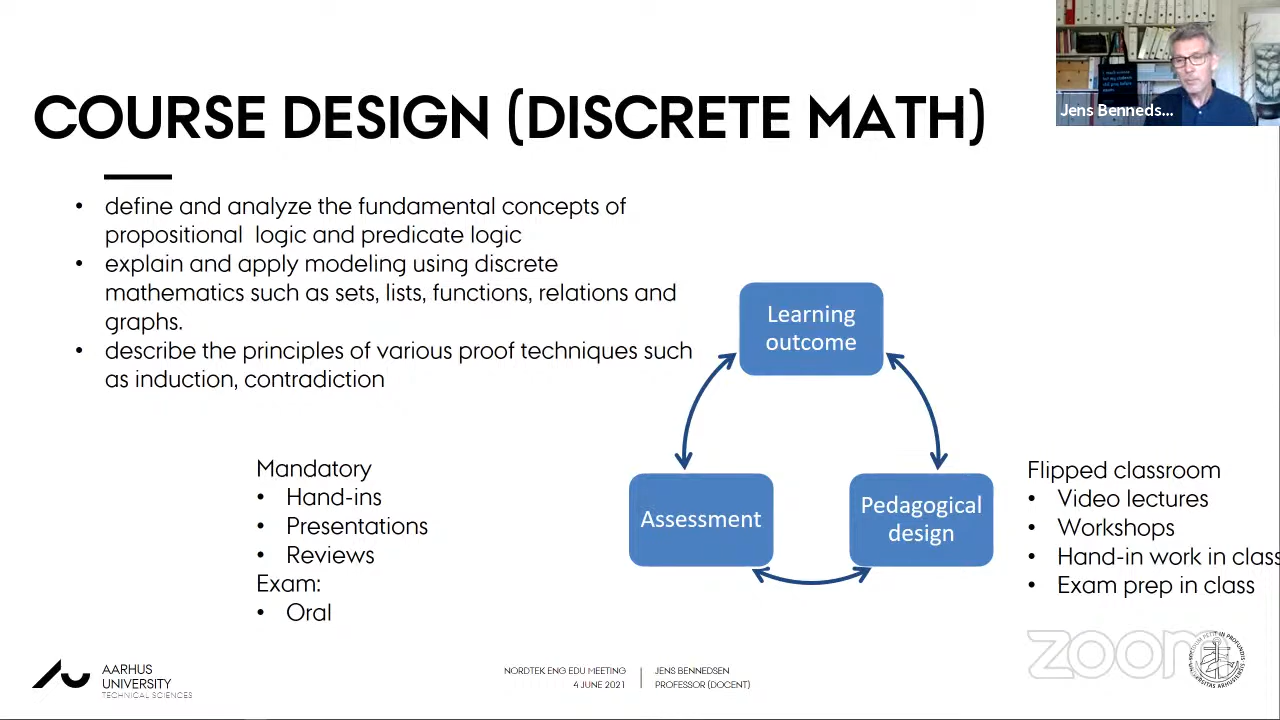 Jens Benneds...
COURSE DESIGN (DISCRETE MATH)
• define and analyze the fundamental concepts of
propositional logic and predicate logic
• explain and apply modeling using discrete
mathematics such as sets, lists, functions, relations and
graphs.
• describe the principles of various proof techniques such
as induction, contradiction
Learning
outcome
Assessment
Pedagogical
design
Mandatory
• Hand-ins
• Presentations
• Reviews
Exam:
• Oral
Flipped classroom
• Video lectures
• Workshops
• Hand-in work in class
• Exam prep in class
zoom
AARHUS
UNIVERSITY
TECHNICAL SCIENCES
NORDTEK ENG EDU MEETING
4 JUNE 2021
JENS BENNEDSEN
PROFESSOR (DOCENT)